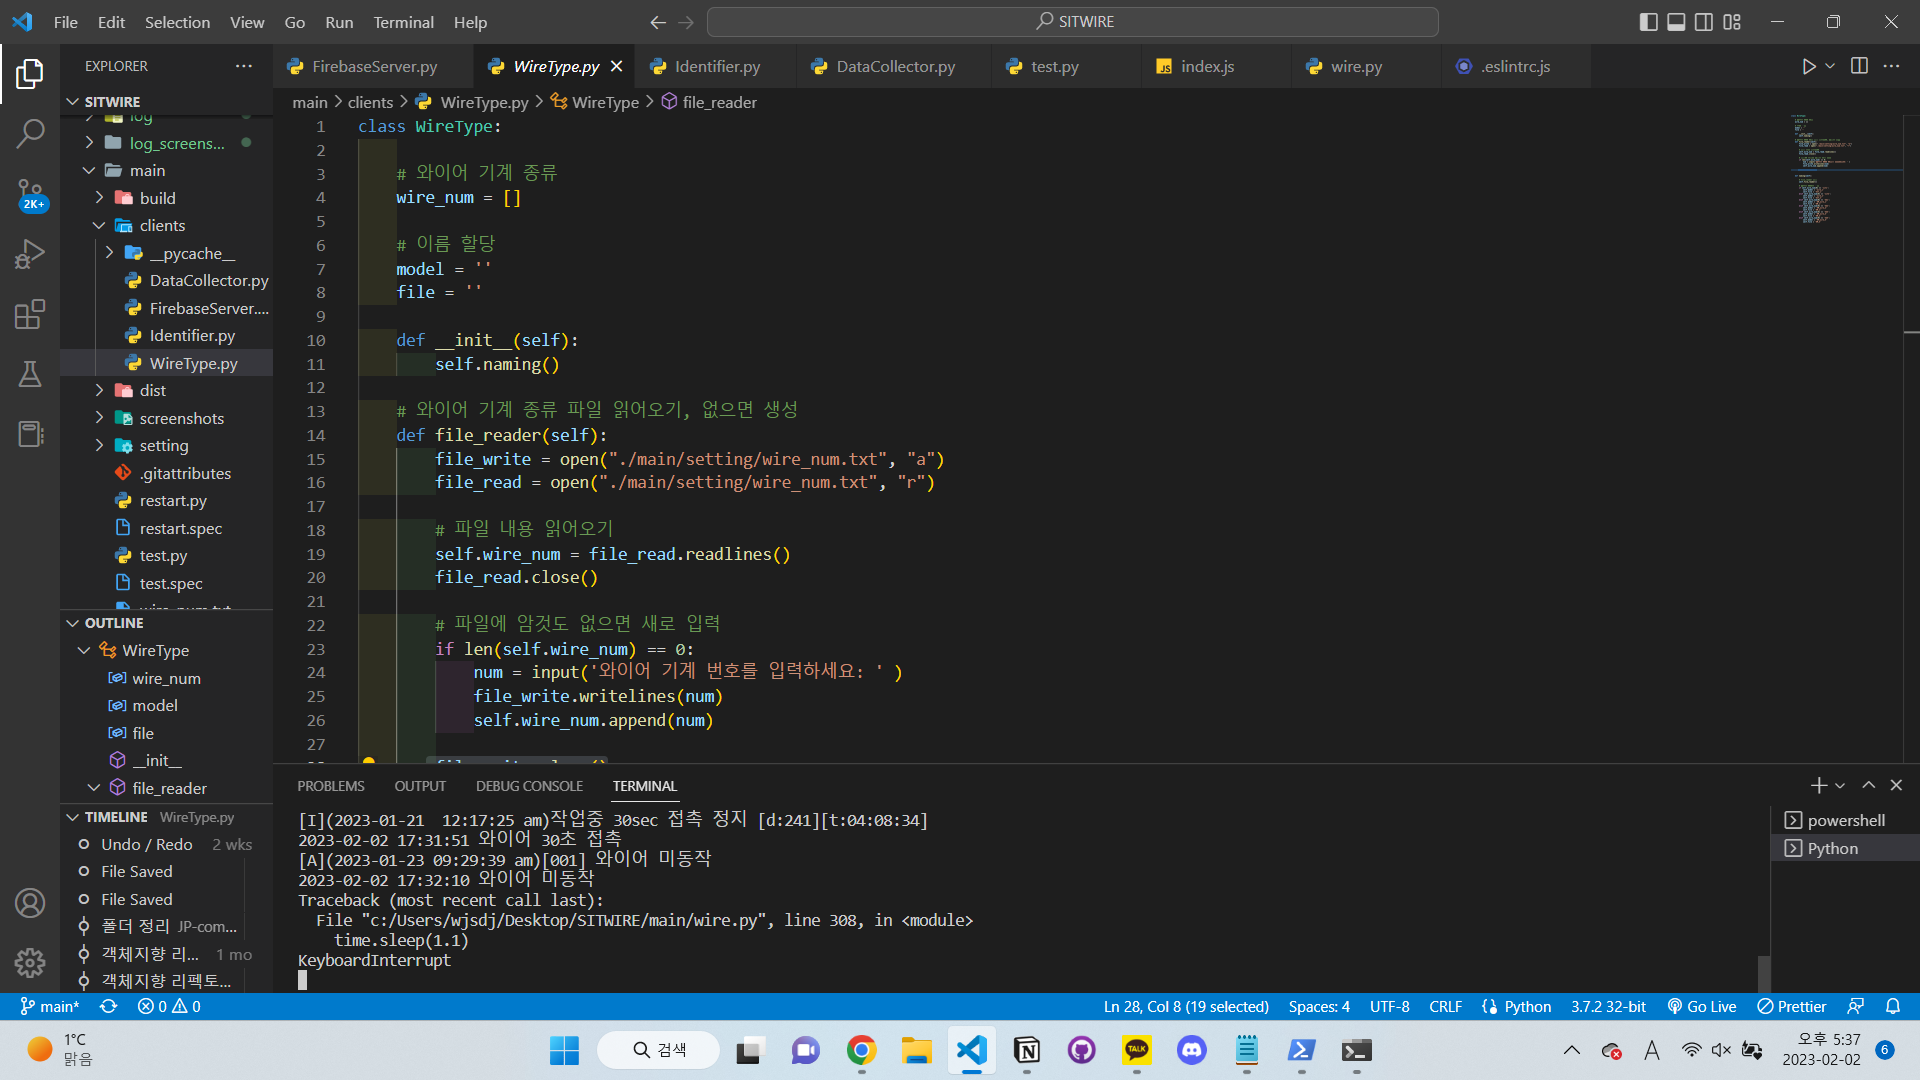 File Edit Selection View Go Run Terminal Help
SITWIRE
EXPLORER
FirebaseServer.py
WireType.py
Identifier.py
DataCollector.py
test.py
index.js
wire.py
.eslintrc.js
main > clients > WireType.py > WireType > file_reader
SITWIRE
log
log_screens...
main
build
clients
__pycache__
DataCollector.py
FirebaseServer....
Identifier.py
WireType.py
dist
screenshots
setting
.gitattributes
restart.py
restart.spec
test.py
test.spec
wire_num.txt
OUTLINE
WireType
wire_num
model
file
__init__
file_reader
TIMELINE WireType.py
Undo / Redo 2 wks
File Saved
File Saved
폴더 정리 JP-com...
객체지향 리... 1 mo
객체지향 리펙토...
1 class WireType:
2
3 # 와이어 기계 종류
4 wire_num = []
5
6 # 이름 할당
7 model = ''
8 file = ''
9
10 def __init__(self):
11 self.naming()
12
13 # 와이어 기계 종류 파일 읽어오기, 없으면 생성
14 def file_reader(self):
15 file_write = open("./main/setting/wire_num.txt", "a")
16 file_read = open("./main/setting/wire_num.txt", "r")
17
18 # 파일 내용 읽어오기
19 self.wire_num = file_read.readlines()
20 file_read.close()
21
22 # 파일에 암것도 없으면 새로 입력
23 if len(self.wire_num) == 0:
24 num = input('와이어 기계 번호를 입력하세요: ' )
25 file_write.writelines(num)
26 self.wire_num.append(num)
27
PROBLEMS OUTPUT DEBUG CONSOLE TERMINAL
[I](2023-01-21  12:17:25 am)작업중 30sec 접촉 정지 [d:241][t:04:08:34]
2023-02-02 17:31:51 와이어 30초 접촉
[A](2023-01-23 09:29:39 am)[001] 와이어 미동작
2023-02-02 17:32:10 와이어 미동작
Traceback (most recent call last):
File "c:/Users/wjsdj/Desktop/SITWIRE/main/wire.py", line 308, in <module>
time.sleep(1.1)
KeyboardInterrupt
powershell
Python
2K+
main* 0 0
Ln 28, Col 8 (19 selected) Spaces: 4 UTF-8 CRLF Python 3.7.2 32-bit Go Live Prettier
1°C
맑음
검색
TALK
A
오후 5:37
2023-02-02
6